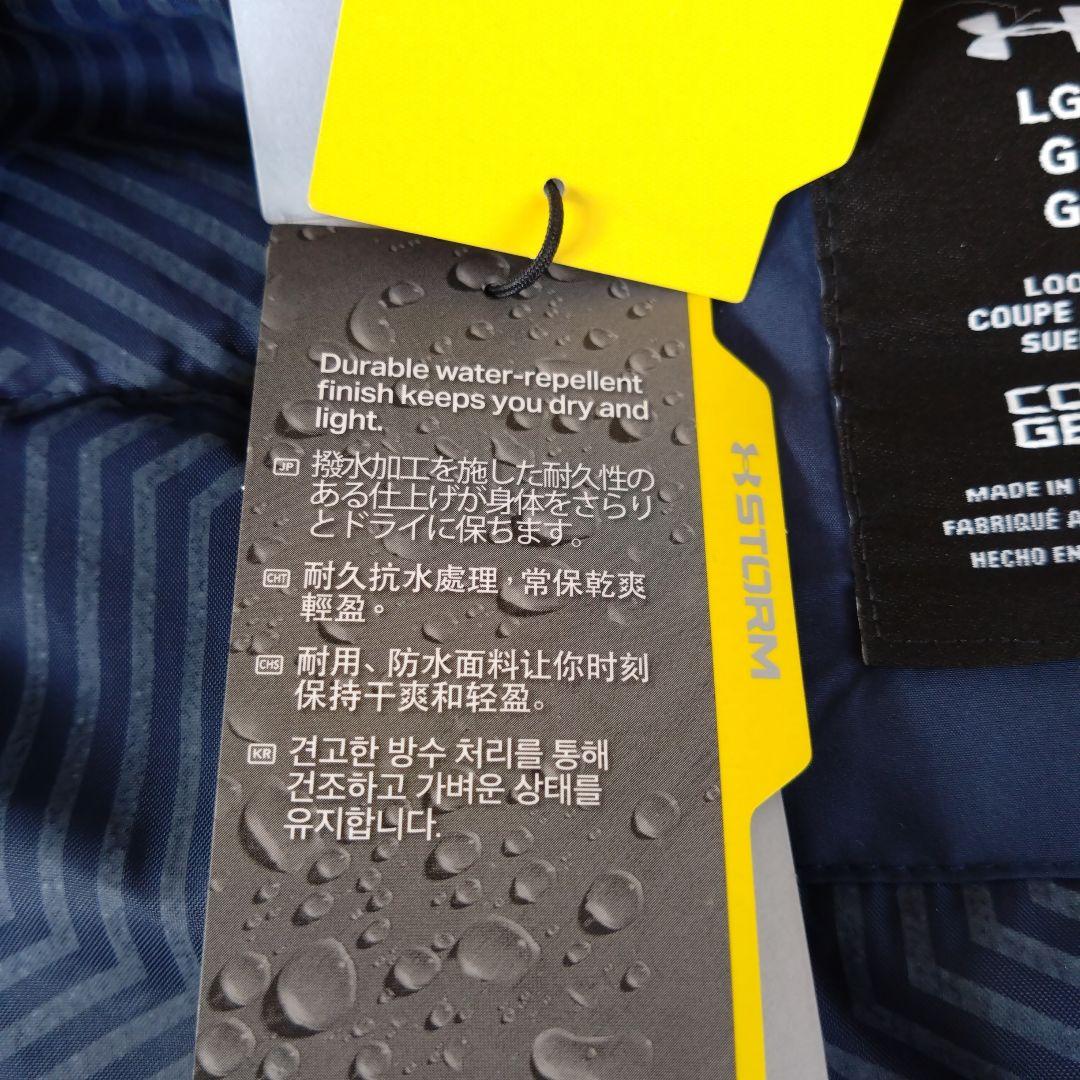 Durable water-repellent
finish keeps you dry and
light.
JP 撥水加工を施した耐久性の
ある仕上げが身体をさらり
とドライに保ちます。
CHT 耐久抗水處理，常保乾爽
輕盈。
CHS 耐用、防水面料让你时刻
保持干爽和轻盈。
KR 견고한 방수 처리를 통해
건조하고 가벼운 상태를
유지합니다.
STORM
LG
COUPE
MADE IN
FABRIQUÉ
HECHO EN